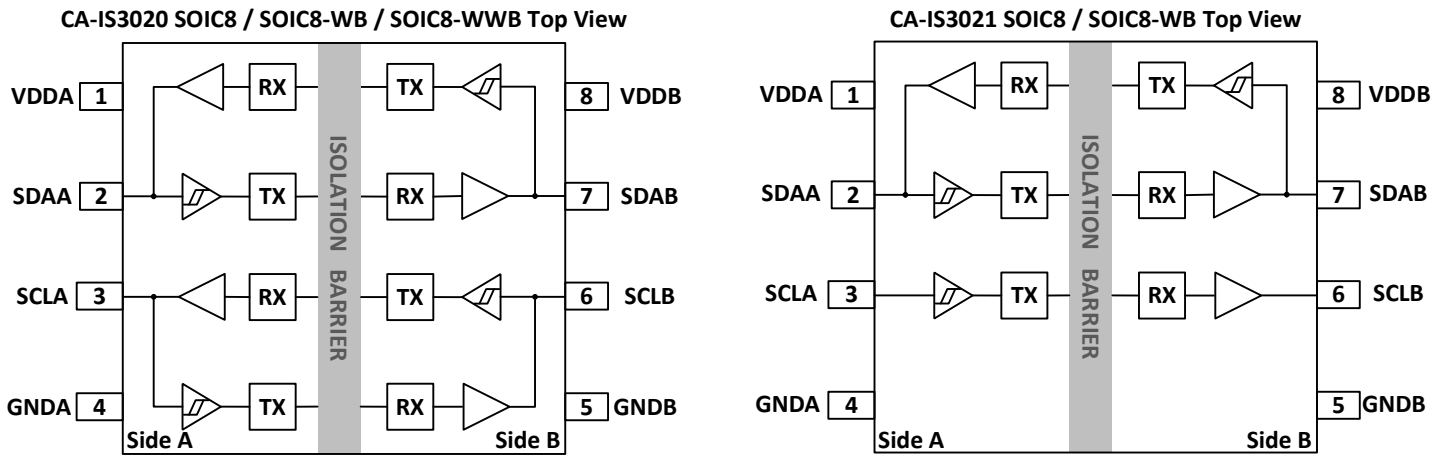 CA-IS3020 SOIC8 / SOIC8-WB / SOIC8-WWB Top View
VDDA 1
RX
TX
8 VDDB
SDAA 2
TX
RX
7 SDAB
SCLA 3
RX
TX
6 SCLB
GNDA 4
TX
RX
5 GNDB
ISOLATION BARRIER
Side A
Side B
CA-IS3021 SOIC8 / SOIC8-WB Top View
VDDA 1
RX
TX
8 VDDB
SDAA 2
TX
RX
7 SDAB
SCLA 3
TX
RX
6 SCLB
GNDA 4
5 GNDB
ISOLATION BARRIER
Side A
Side B